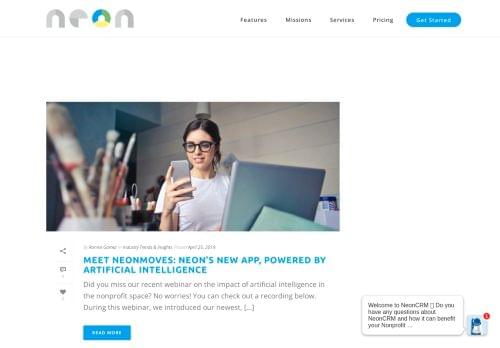 neon
Features
Missions
Services
Pricing
Get Started
By Ronnie Gomez In Industry Trends & Insights Posted April 23, 2019
MEET NEONMOVES: NEON'S NEW APP, POWERED BY
ARTIFICIAL INTELLIGENCE
Did you miss our recent webinar on the impact of artificial intelligence
in the nonprofit space? No worries! You can check out a recording below.
During this webinar, we introduced our newest, [...]
READ MORE
Welcome to NeonCRM
Do you
have any questions about
NeonCRM and how it can benefit
your Nonprofit ...
1